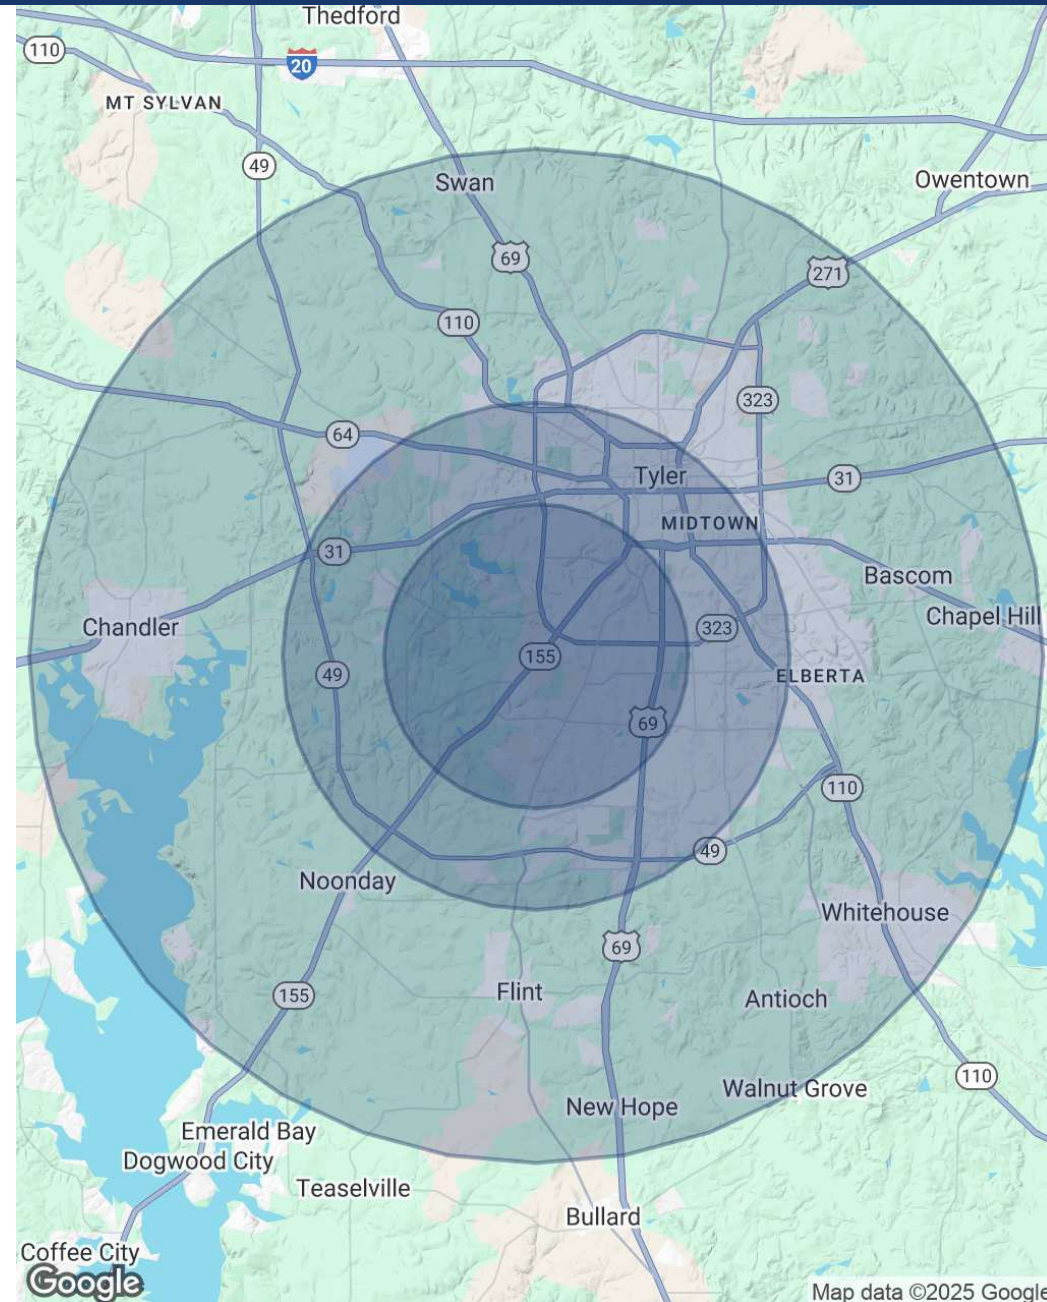 Thedford
110
20
MT SYLVAN
49
Swan
Owentown
69
271
110
323
64
Tyler
31
MIDTOWN
31
Bascom
Chapel Hill
Chandler
323
155
49
ELBERTA
69
110
49
Noonday
Whitehouse
69
155
Flint
Antioch
110
Walnut Grove
New Hope
Emerald Bay
Dogwood City
Teaselville
Bullard
Coffee City
Google
Map data ©2025 Google